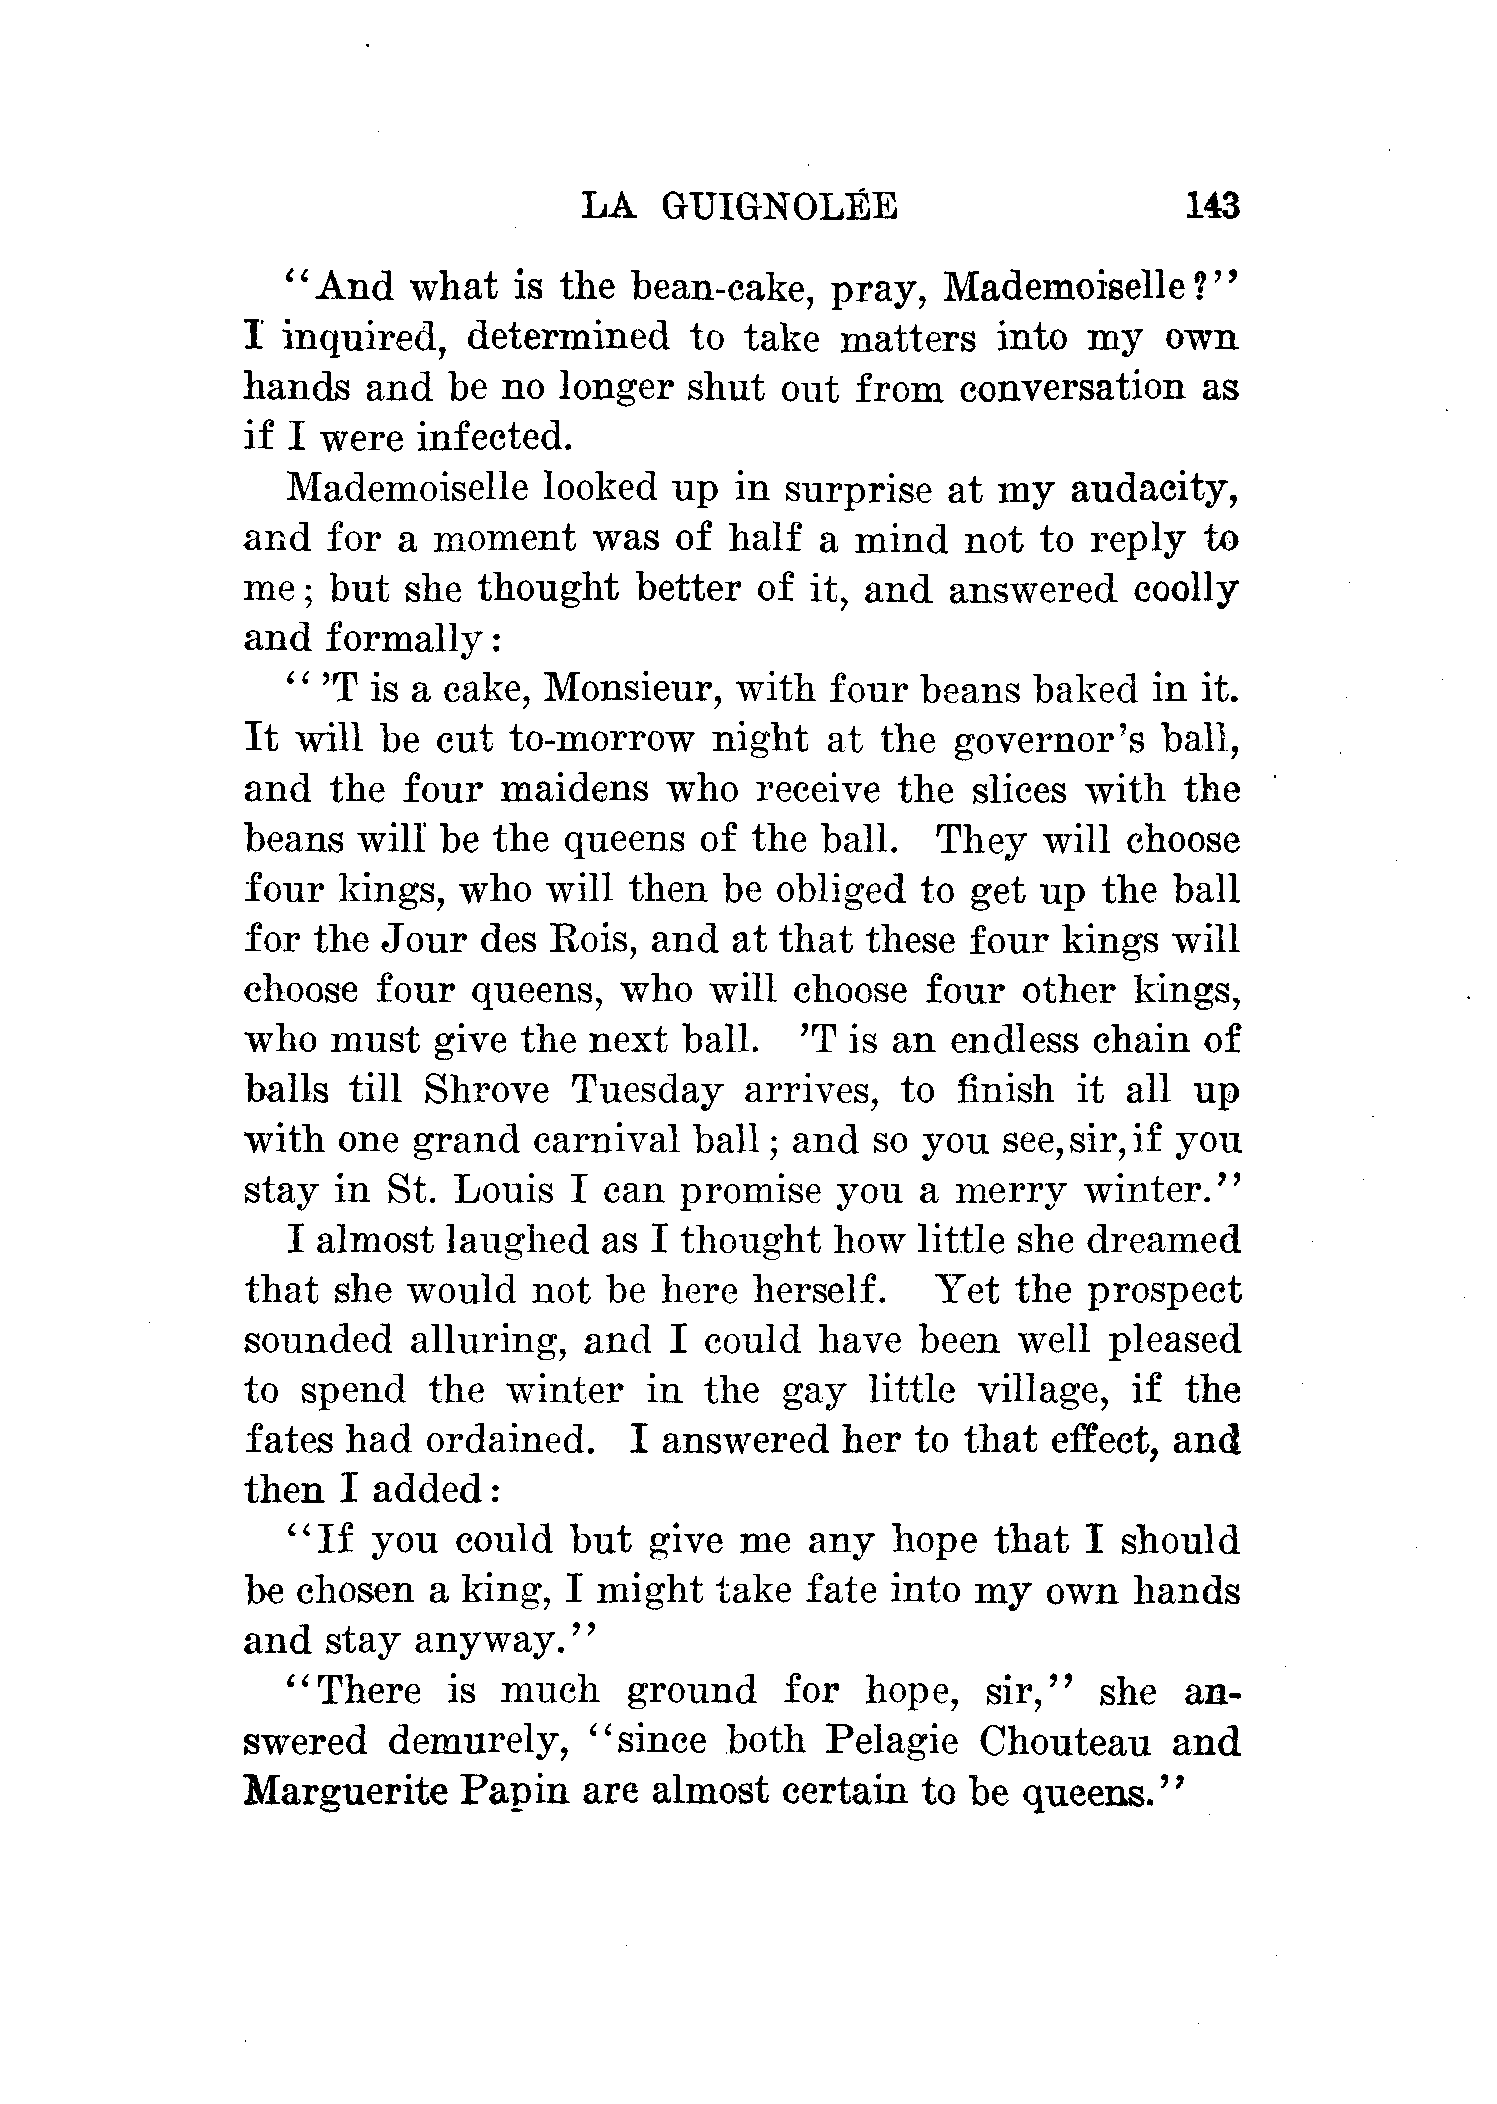 LA GUIGNOLÉE 143
"And what is the bean-cake, pray, Mademoiselle?"
I inquired, determined to take matters into my own
hands and be no longer shut out from conversation as
if I were infected.
Mademoiselle looked up in surprise at my audacity,
and for a moment was of half a mind not to reply to
me; but she thought better of it, and answered coolly
and formally:
"'T is a cake, Monsieur, with four beans baked in it.
It will be cut to-morrow night at the governor's ball,
and the four maidens who receive the slices with the
beans will be the queens of the ball. They will choose
four kings, who will then be obliged to get up the ball
for the Jour des Rois, and at that these four kings will
choose four queens, who will choose four other kings,
who must give the next ball. 'T is an endless chain of
balls till Shrove Tuesday arrives, to finish it all up
with one grand carnival ball; and so you see, sir, if you
stay in St. Louis I can promise you a merry winter."
I almost laughed as I thought how little she dreamed
that she would not be here herself. Yet the prospect
sounded alluring, and I could have been well pleased
to spend the winter in the gay little village, if the
fates had ordained. I answered her to that effect, and
then I added:
"If you could but give me any hope that I should
be chosen a king, I might take fate into my own hands
and stay anyway."
"There is much ground for hope, sir," she an-
swered demurely, "since both Pelagie Chouteau and
Marguerite Papin are almost certain to be queens."